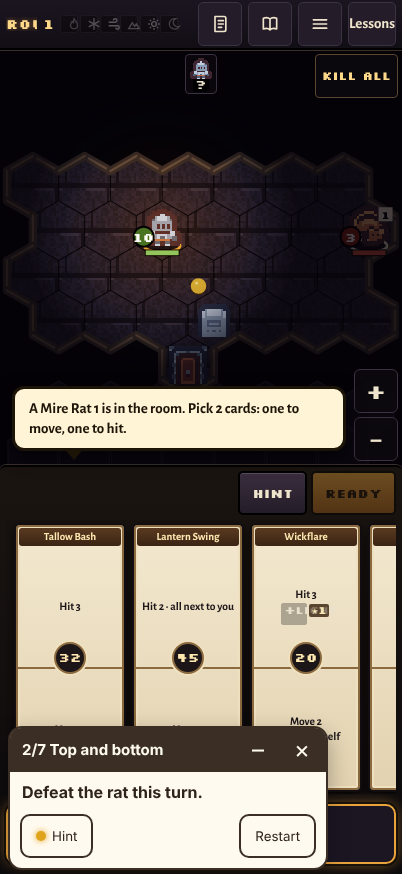 Lessons
?
KILL ALL
1
10
3
A Mire Rat 1 is in the room. Pick 2 cards: one to
move, one to hit.
+
−
HINT
READY
Tallow Bash
Lantern Swing
Wickflare
Hit 3
Hit 2 · all next to you
Hit 3
32
45
20
Move 2
2/7 Top and bottom
Defeat the rat this turn.
Hint
Restart